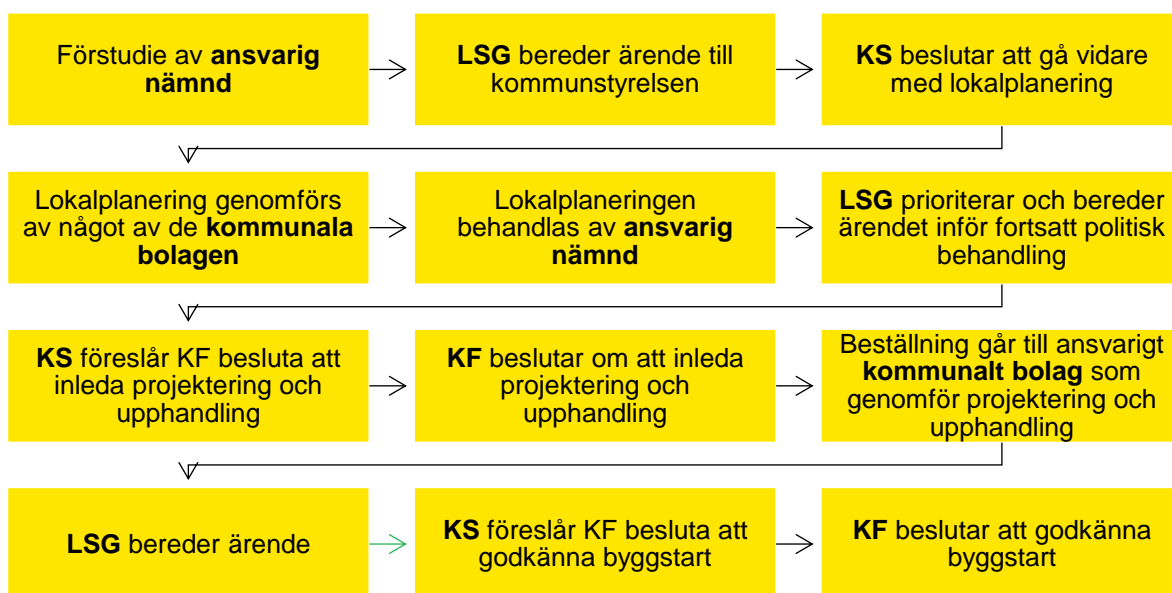 Förstudie av ansvarig
nämnd
LSG bereder ärende till
kommunstyrelsen
KS beslutar att gå vidare
med lokalplanering
Lokalplanering genomförs
av något av de kommunala
bolagen
Lokalplaneringen
behandlas av ansvarig
nämnd
LSG prioriterar och bereder
ärendet inför fortsatt politisk
behandling
KS föreslår KF besluta att
inleda projektering och
upphandling
KF beslutar om att inleda
projektering och
upphandling
Beställning går till ansvarigt
kommunalt bolag som
genomför projektering och
upphandling
LSG bereder ärende
KS föreslår KF besluta att
godkänna byggstart
KF beslutar att godkänna
byggstart